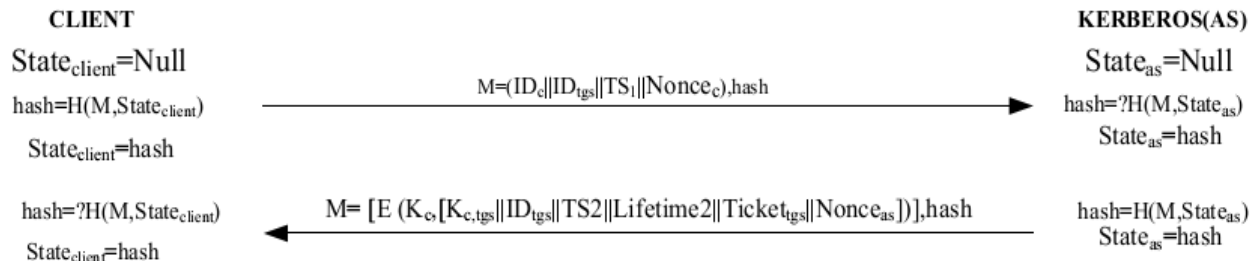 CLIENT KERBEROS(AS)
State_client=Null State_as=Null
M=(ID_c||ID_tgs||TS_1||Nonce_c),hash
hash=H(M,State_client) hash=?H(M,State_as)
State_client=hash State_as=hash
hash=?H(M,State_client) M= [E (K_c,[K_c,tgs||ID_tgs||TS2||Lifetime2||Ticket_tgs||Nonce_as])],hash hash=H(M,State_as)
State_client=hash State_as=hash